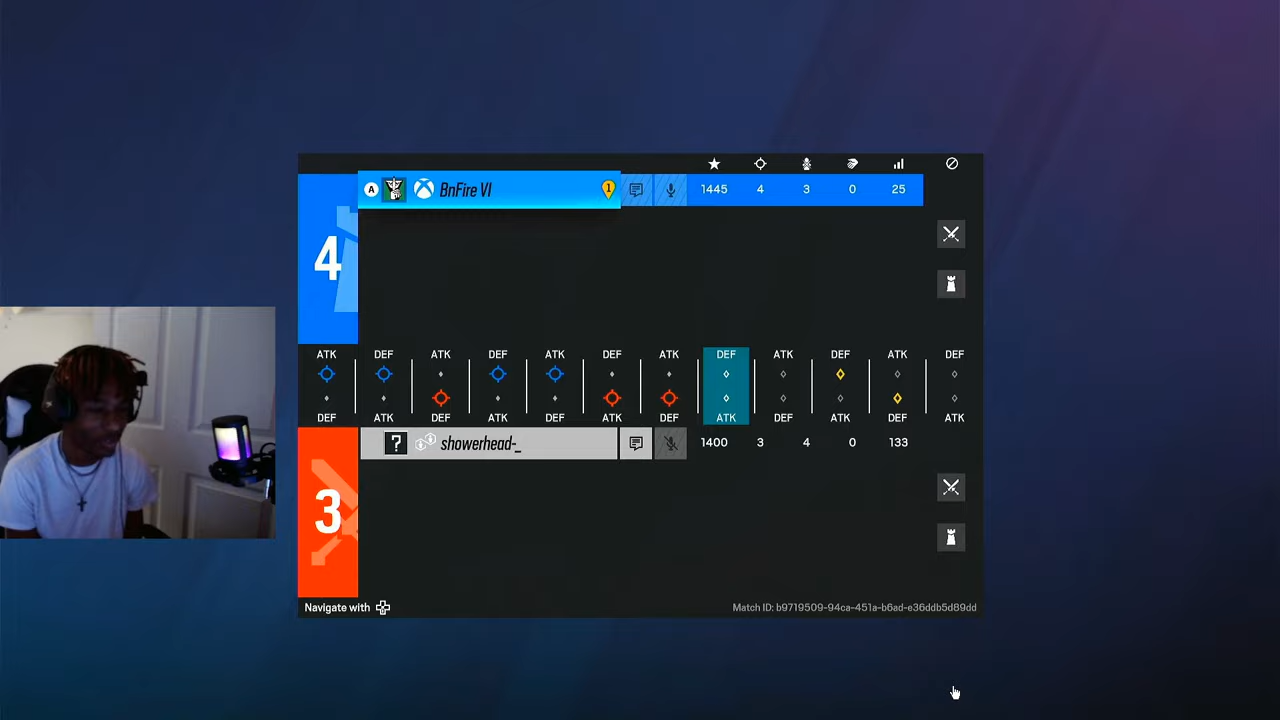 A BnFire VI 1 1445 4 3 0 25
4
ATK DEF ATK DEF ATK DEF ATK DEF ATK DEF ATK DEF
DEF ATK DEF ATK DEF ATK DEF ATK DEF ATK DEF ATK
? showerhead-_ 1400 3 4 0 133
3
Navigate with
Match ID: b9719509-94ca-451a-b6ad-e36ddb5d89dd